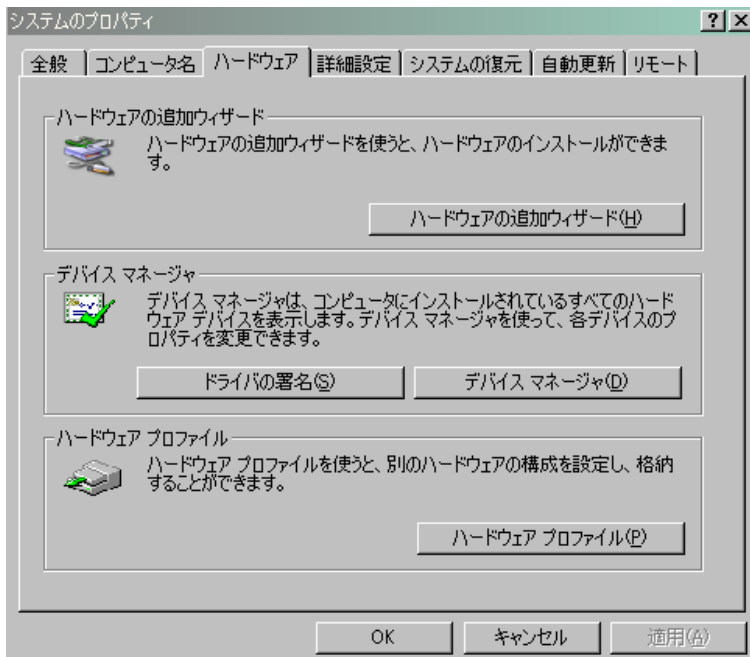 システムのプロパティ
全般 コンピュータ名 ハードウェア 詳細設定 システムの復元 自動更新 リモート
ハードウェアの追加ウィザード
ハードウェアの追加ウィザードを使うと、ハードウェアのインストールができま
す。
ハードウェアの追加ウィザード(H)
デバイス マネージャ
デバイス マネージャは、コンピュータにインストールされているすべてのハード
ウェア デバイスを表示します。デバイス マネージャを使って、各デバイスのプ
ロパティを変更できます。
ドライバの署名(S) デバイス マネージャ(D)
ハードウェア プロファイル
ハードウェア プロファイルを使うと、別のハードウェアの構成を設定し、格納
することができます。
ハードウェア プロファイル(P)
OK キャンセル 適用(A)